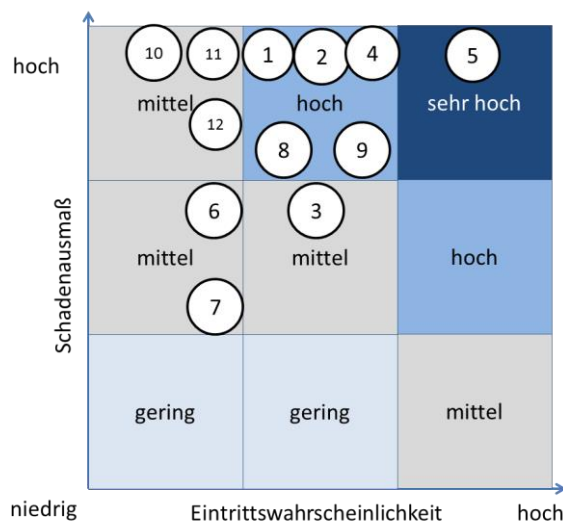 hoch
10 11 1 2 4 5
mittel hoch sehr hoch
12
8 9
6 3
mittel mittel hoch
7
Schadenausmaß
gering gering mittel
niedrig Eintrittswahrscheinlichkeit hoch